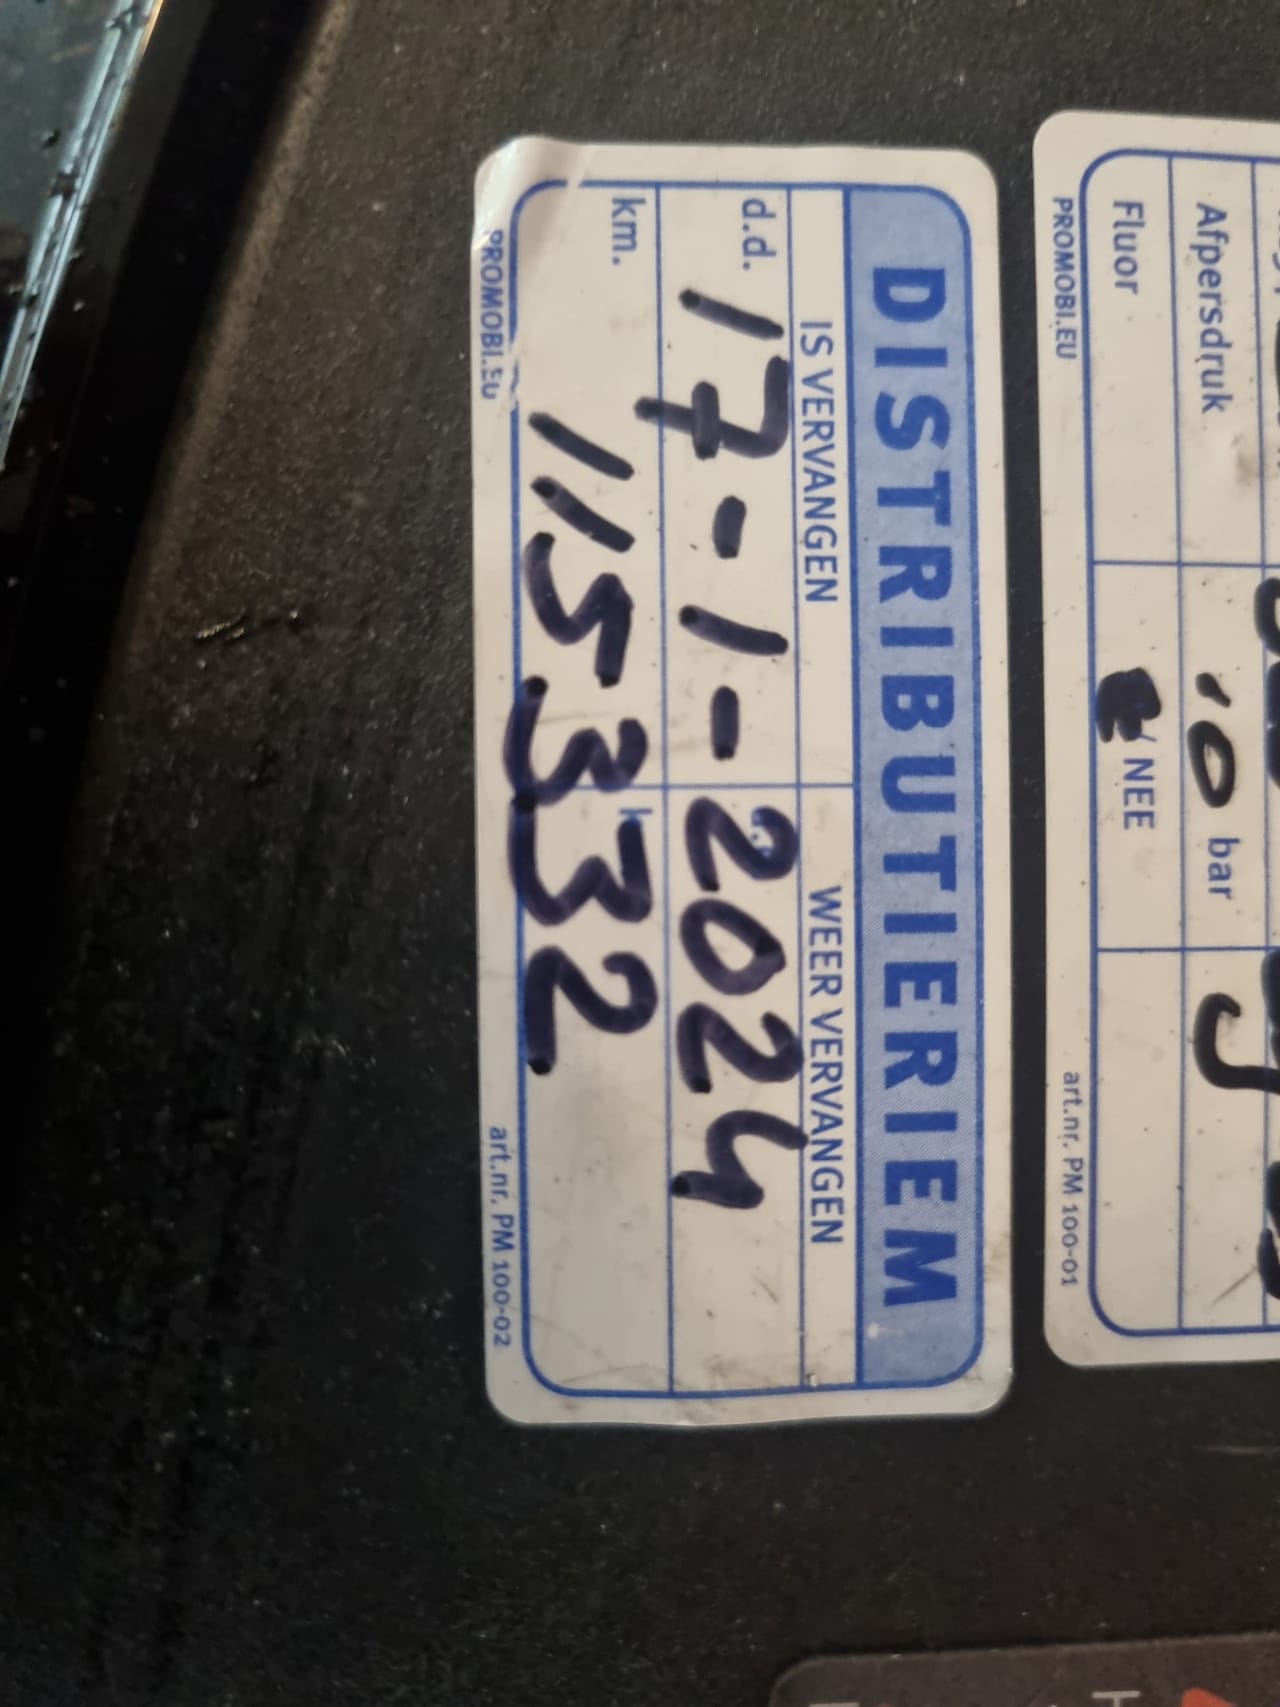 DISTRIBUTIERIEM
IS VERVANGEN WEER VERVANGEN
d.d. 17-1-2024
km. 115332
PROMOBI.EU art.nr. PM 100-02
Afpersdruk 10 bar
Fluor / NEE
PROMOBI.EU art.nr. PM 100-01